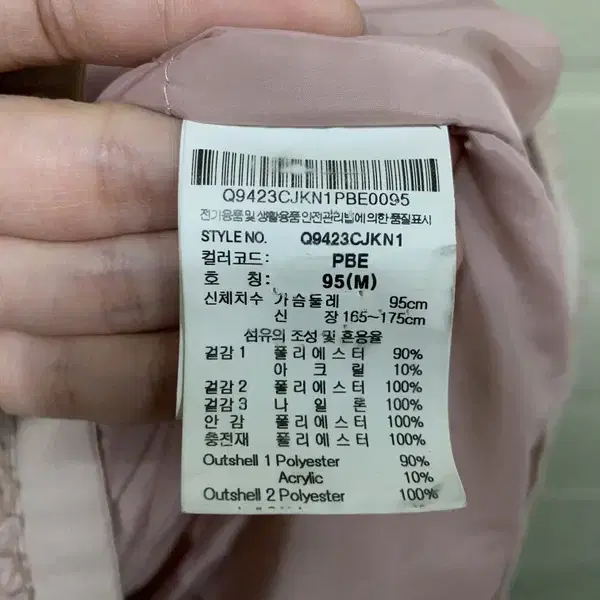 Q9423CJKN1PBE0095
전기용품 및 생활용품 안전관리법에 의한 품질표시
STYLE NO. Q9423CJKN1
컬러코드: PBE
호 칭: 95(M)
신체치수 가슴둘레 95cm
신 장 165~175cm
섬유의 조성 및 혼용율
겉감 1 폴리에스터 90%
아 크 릴 10%
겉감 2 폴리에스터 100%
겉감 3 나 일 론 100%
안 감 폴리에스터 100%
충전재 폴리에스터 100%
Outshell 1 Polyester 90%
Acrylic 10%
Outshell 2 Polyester 100%